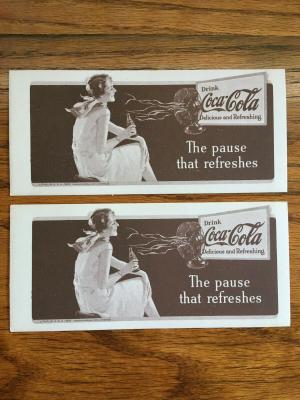 Drink
Coca-Cola
Delicious and Refreshing
The pause
that refreshes
Drink
Coca-Cola
Delicious and Refreshing
The pause
that refreshes